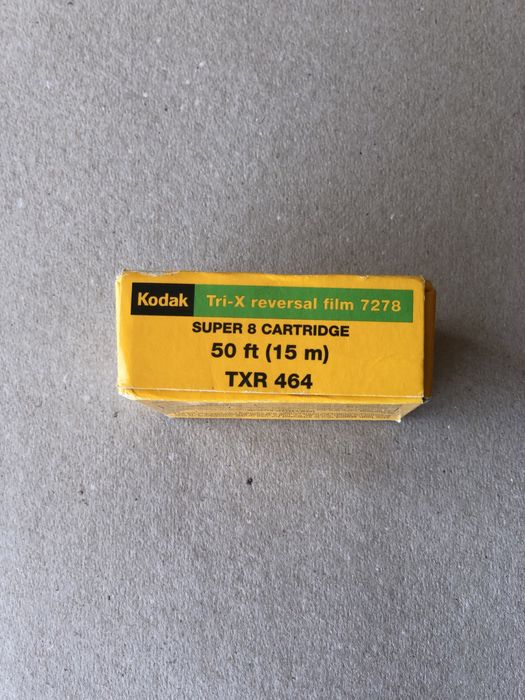 Kodak Tri-X reversal film 7278
SUPER 8 CARTRIDGE
50 ft (15 m)
TXR 464